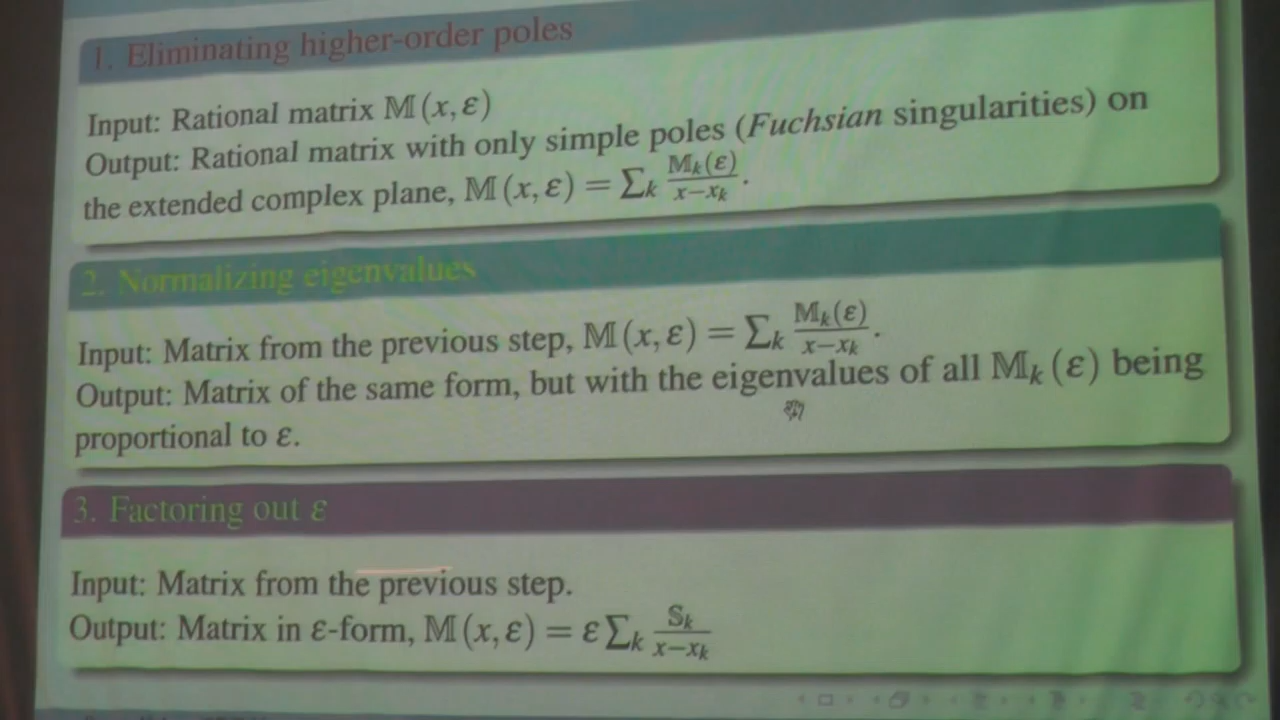 1. Eliminating higher-order poles
Input: Rational matrix 𝕄(x,ε)
Output: Rational matrix with only simple poles (Fuchsian singularities) on
the extended complex plane, 𝕄(x,ε) = ∑ₖ 𝕄ₖ(ε)/(x−xₖ).
2. Normalizing eigenvalues
Input: Matrix from the previous step, 𝕄(x,ε) = ∑ₖ 𝕄ₖ(ε)/(x−xₖ).
Output: Matrix of the same form, but with the eigenvalues of all 𝕄ₖ(ε) being
proportional to ε.
3. Factoring out ε
Input: Matrix from the previous step.
Output: Matrix in ε-form, 𝕄(x,ε) = ε∑ₖ 𝕊ₖ/(x−xₖ)